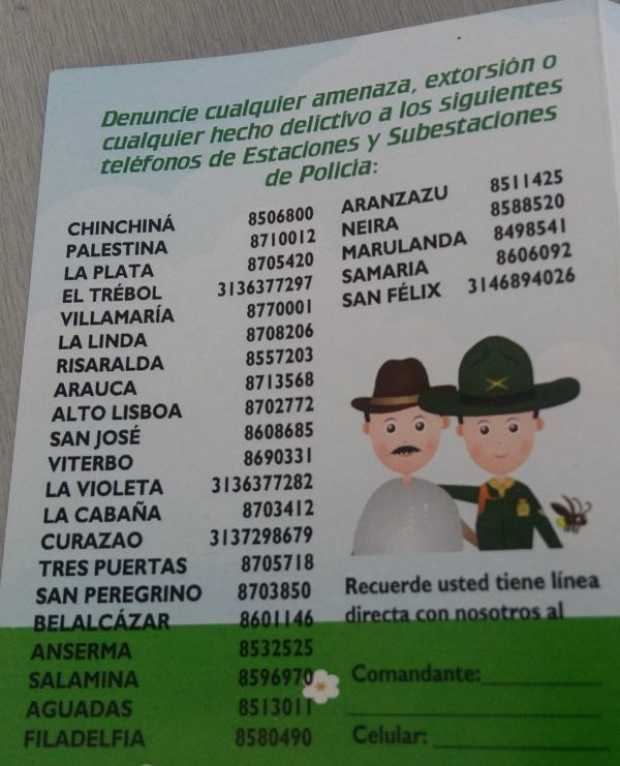 Denuncie cualquier amenaza, extorsión o
cualquier hecho delictivo a los siguientes
teléfonos de Estaciones y Subestaciones
de Policia:
CHINCHINÁ 8506800
PALESTINA 8710012
LA PLATA 8705420
EL TRÉBOL 3136377297
VILLAMARÍA 8770001
LA LINDA 8708206
RISARALDA 8557203
ARAUCA 8713568
ALTO LISBOA 8702772
SAN JOSÉ 8608685
VITERBO 8690331
LA VIOLETA 3136377282
LA CABAÑA 8703412
CURAZAO 3137298679
TRES PUERTAS 8705718
SAN PEREGRINO 8703850
BELALCÁZAR 8601146
ANSERMA 8532525
SALAMINA 8596970
AGUADAS 8513011
FILADELFIA 8580490
ARANZAZU 8511425
NEIRA 8588520
MARULANDA 8498541
SAMARIA 8606092
SAN FÉLIX 3146894026
Recuerde usted tiene línea
directa con nosotros al
Comandante:
Celular: